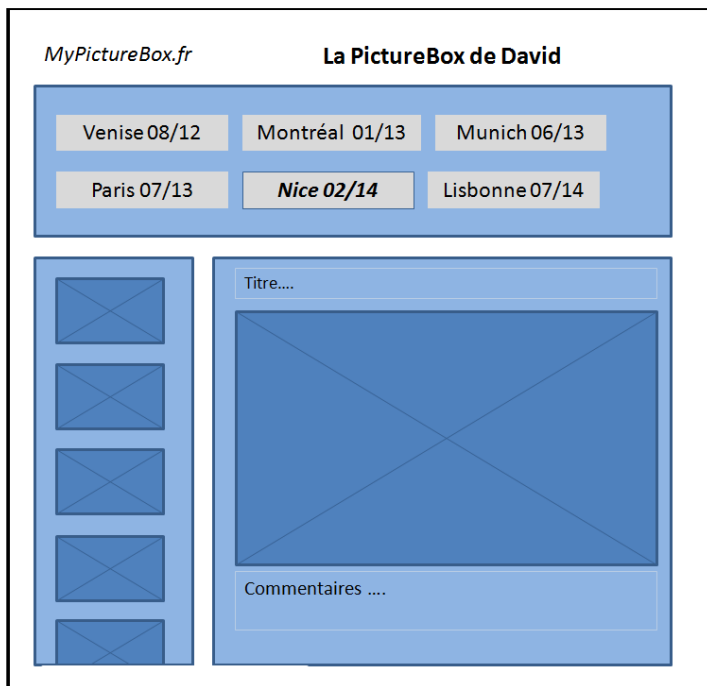 MyPictureBox.fr La PictureBox de David
Venise 08/12 Montréal 01/13 Munich 06/13
Paris 07/13 Nice 02/14 Lisbonne 07/14
Titre....
Commentaires ....